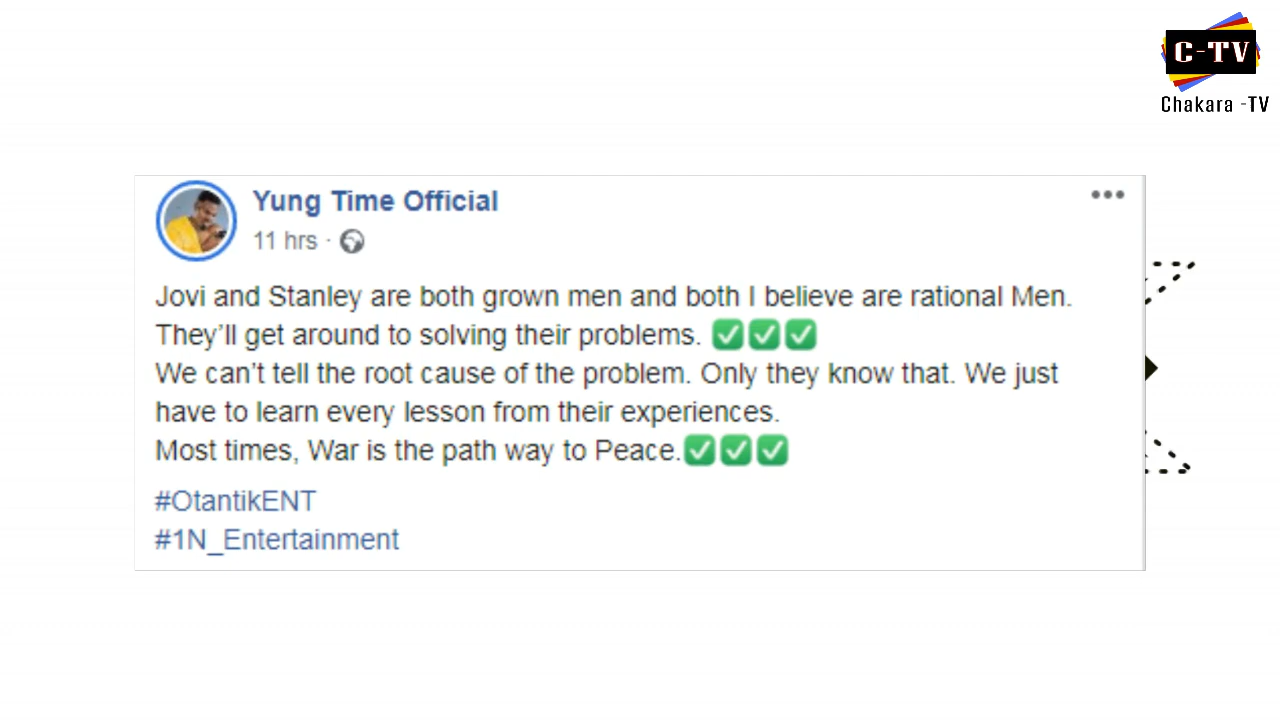 C-TV
Chakara -TV
Yung Time Official
11 hrs ·
Jovi and Stanley are both grown men and both I believe are rational Men.
They’ll get around to solving their problems. ✅✅✅
We can’t tell the root cause of the problem. Only they know that. We just
have to learn every lesson from their experiences.
Most times, War is the path way to Peace.✅✅✅
#OtantikENT
#1N_Entertainment